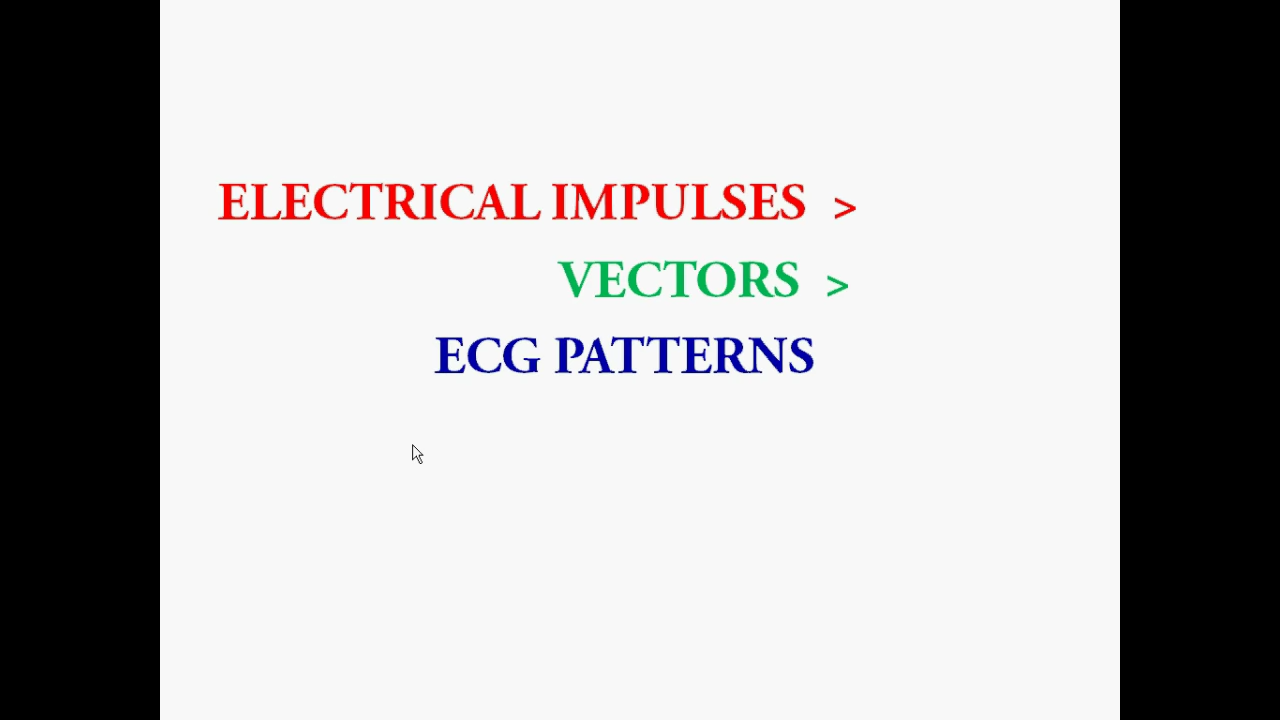 ELECTRICAL IMPULSES >
VECTORS >
ECG PATTERNS